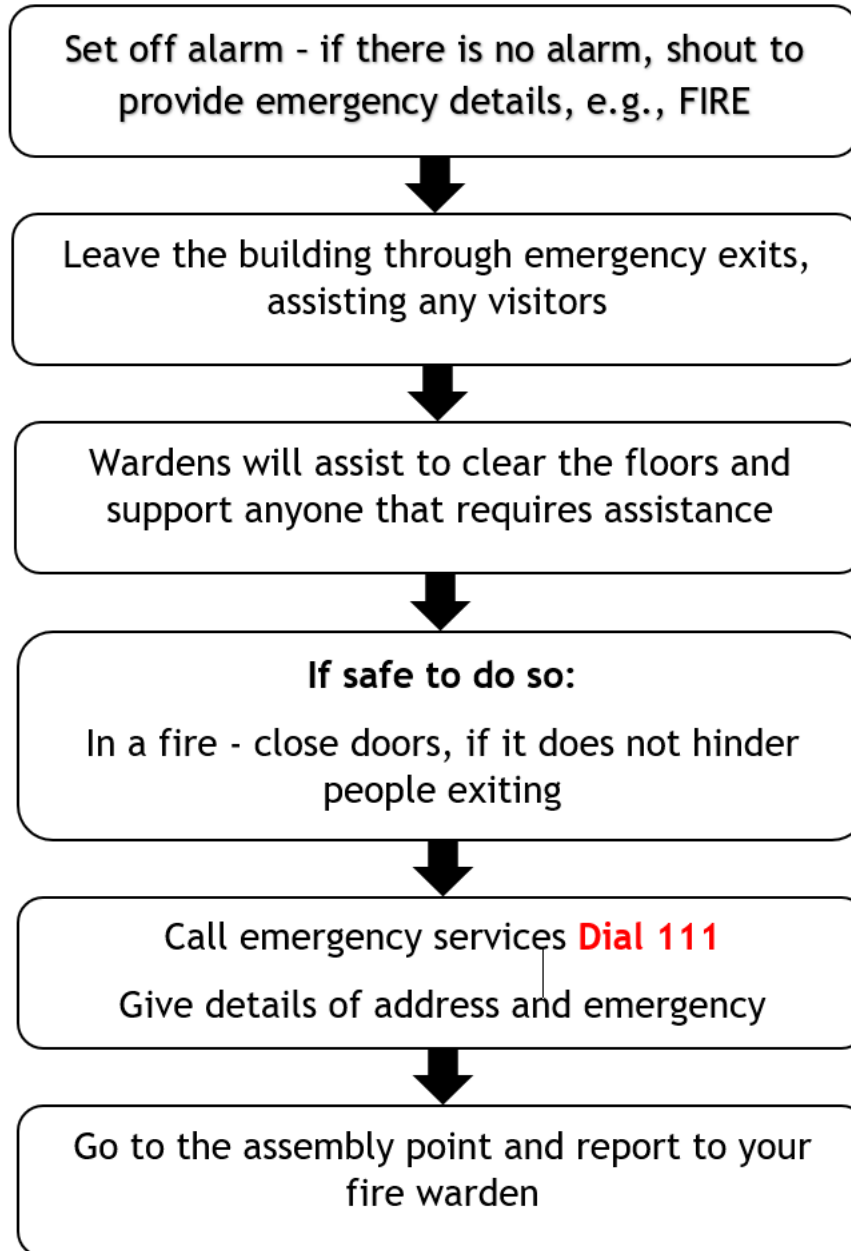 Set off alarm – if there is no alarm, shout to
provide emergency details, e.g., FIRE
Leave the building through emergency exits,
assisting any visitors
Wardens will assist to clear the floors and
support anyone that requires assistance
If safe to do so:
In a fire - close doors, if it does not hinder
people exiting
Call emergency services Dial 111
Give details of address and emergency
Go to the assembly point and report to your
fire warden